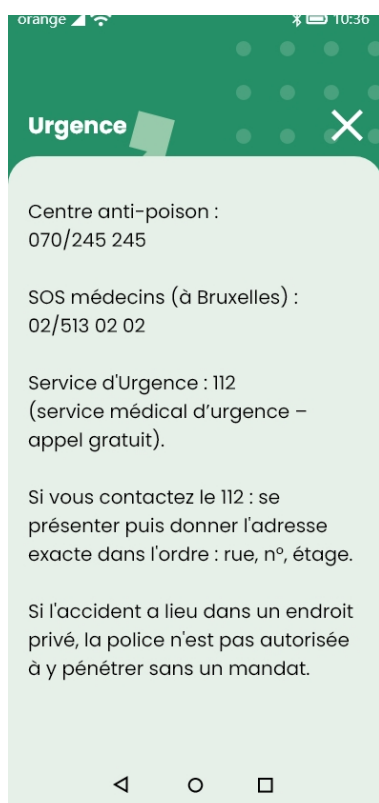 orange 10:36
Urgence
Centre anti-poison :
070/245 245
SOS médecins (à Bruxelles) :
02/513 02 02
Service d'Urgence : 112
(service médical d’urgence –
appel gratuit).
Si vous contactez le 112 : se
présenter puis donner l'adresse
exacte dans l'ordre : rue, n°, étage.
Si l'accident a lieu dans un endroit
privé, la police n'est pas autorisée
à y pénétrer sans un mandat.